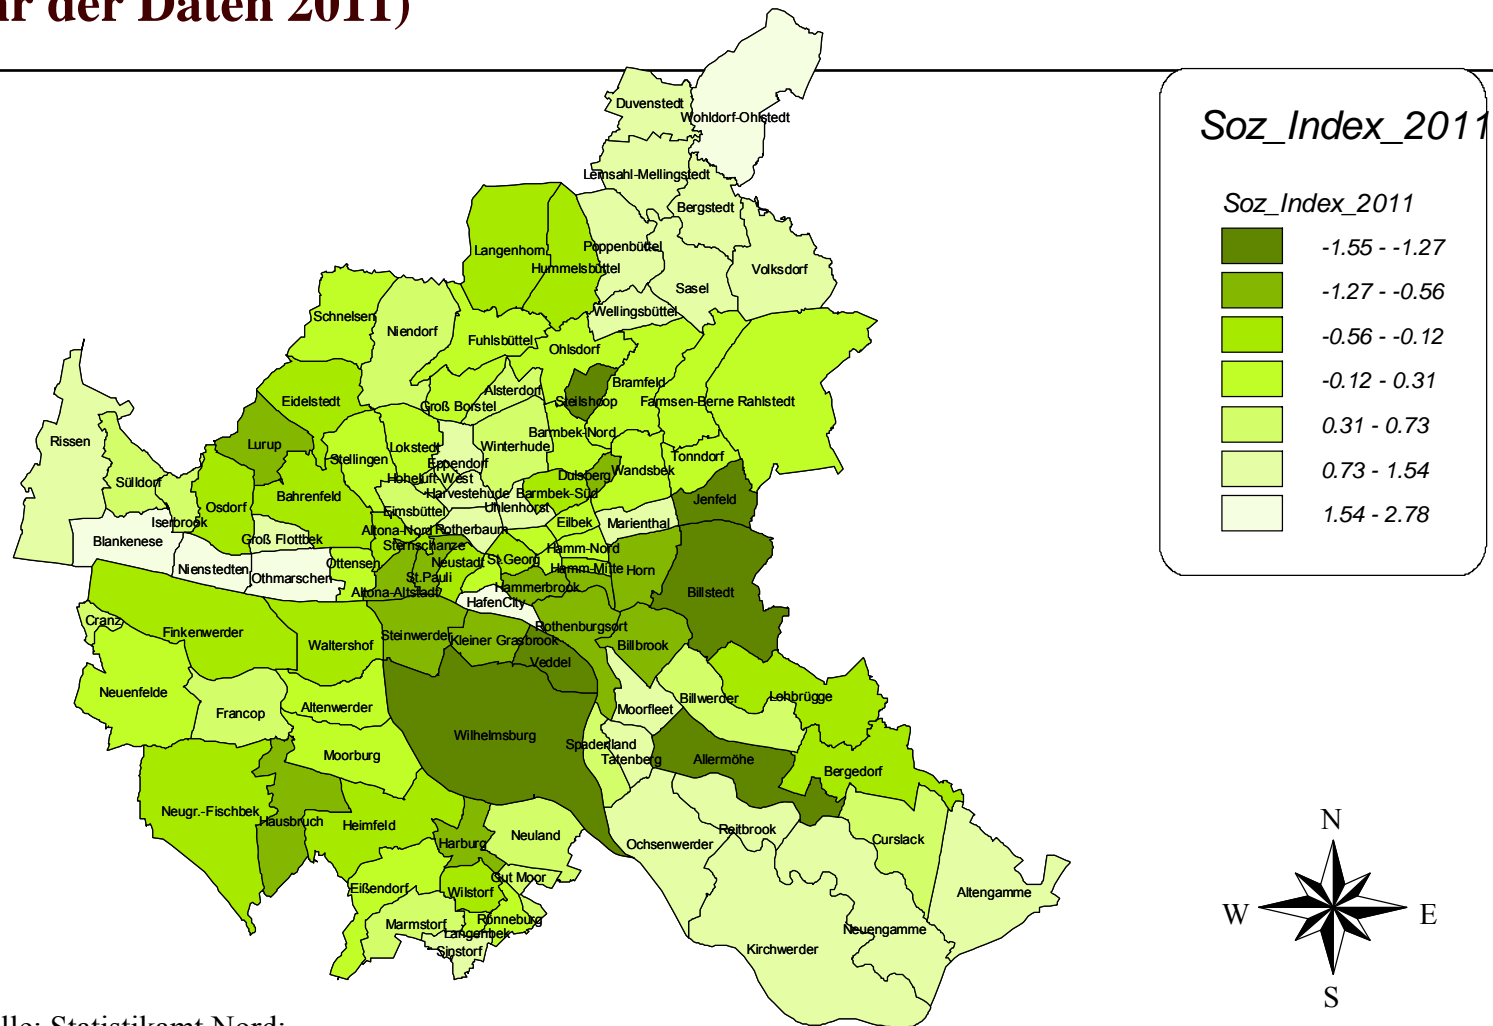 ar der Daten 2011)
Soz_Index_2011
Soz_Index_2011
-1.55 - -1.27
-1.27 - -0.56
-0.56 - -0.12
-0.12 - 0.31
0.31 - 0.73
0.73 - 1.54
1.54 - 2.78
Duvenstedt
Wohldorf-Ohlstedt
Lemsahl-Mellingstedt
Bergstedt
Poppenbüttel
Langenhorn
Hummelsbüttel
Volksdorf
Sasel
Wellingsbüttel
Schnelsen
Niendorf
Fuhlsbüttel
Ohlsdorf
Bramfeld
Alsterdorf
Steilshoop
Farmsen-Berne
Rahlstedt
Eidelstedt
Groß Borstel
Barmbek-Nord
Rissen
Lurup
Lokstedt
Winterhude
Stellingen
Tonndorf
Eppendorf
Wandsbek
Dulsberg
Sülldorf
Hoheluft-West
Harvestehude
Barmbek-Süd
Bahrenfeld
Jenfeld
Osdorf
Uhlenhorst
Eimsbüttel
Iserbrook
Eilbek
Marienthal
Altona-Nord
Rotherbaum
Blankenese
Groß Flottbek
Sternschanze
Hamm-Nord
Ottensen
Neustadt
St.Georg
Nienstedten
Hamm-Mitte
Horn
Othmarschen
St.Pauli
Hammerbrook
Altona-Altstadt
Billstedt
HafenCity
Cranz
Finkenwerder
Rothenburgsort
Steinwerder
Kleiner Grasbrook
Waltershof
Billbrook
Veddel
Neuenfelde
Lohbrügge
Billwerder
Altenwerder
Moorfleet
Francop
Wilhelmsburg
Spadenland
Moorburg
Tatenberg
Allermöhe
Bergedorf
Neugr.-Fischbek
Hausbruch
Heimfeld
Reitbrook
Neuland
Curslack
Harburg
Ochsenwerder
Gut Moor
Eißendorf
Wilstorf
Altengamme
Rönneburg
Marmstorf
Neuengamme
Langenbek
Kirchwerder
Sinstorf
N
W
E
S
lle: Statistikamt Nord;